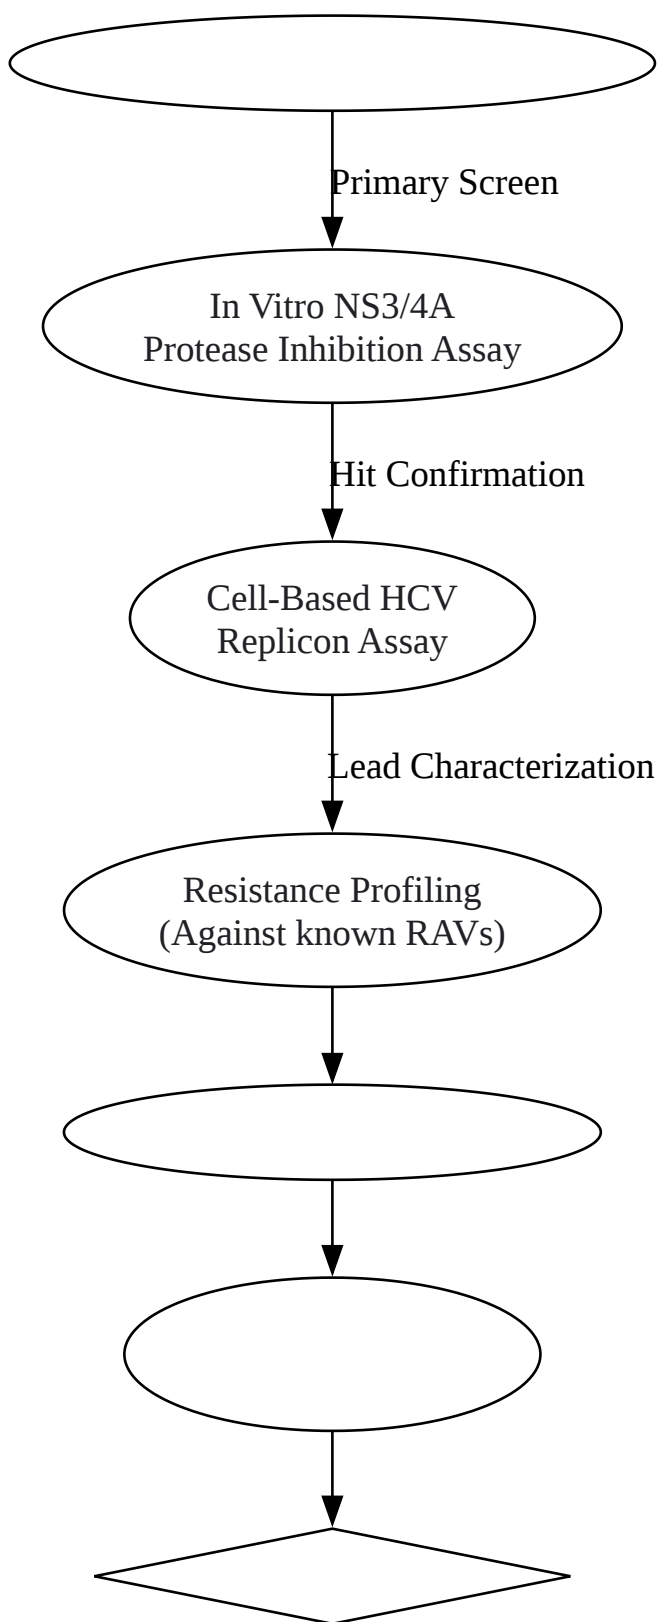 Primary Screen
In Vitro NS3/4A
Protease Inhibition Assay
Hit Confirmation
Cell-Based HCV
Replicon Assay
Lead Characterization
Resistance Profiling
(Against known RAVs)